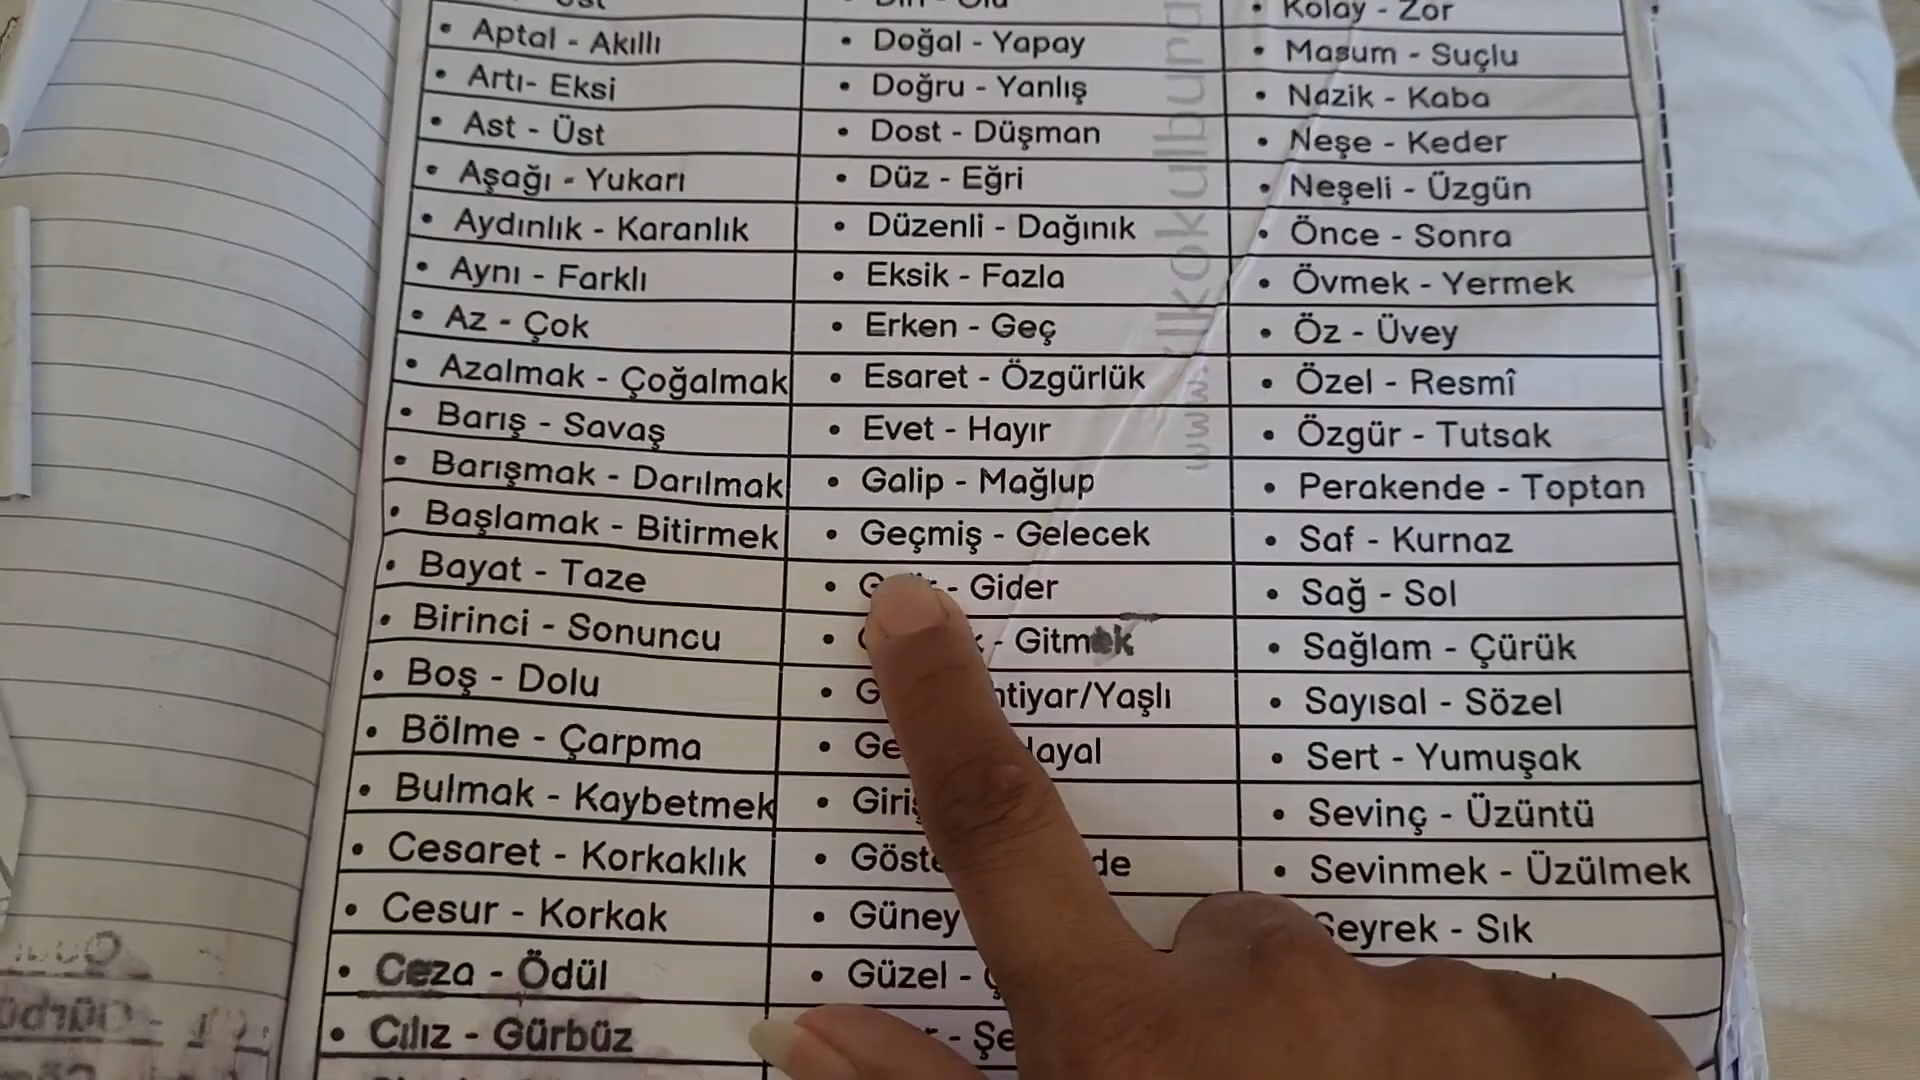 Aptal - Akıllı
Artı- Eksi
Ast - Üst
Aşağı - Yukarı
Aydınlık - Karanlık
Aynı - Farklı
Az - Çok
Azalmak - Çoğalmak
Barış - Savaş
Barışmak - Darılmak
Başlamak - Bitirmek
Bayat - Taze
Birinci - Sonuncu
Boş - Dolu
Bölme - Çarpma
Bulmak - Kaybetmek
Cesaret - Korkaklık
Cesur - Korkak
Ceza - Ödül
Cılız - Gürbüz
Doğal - Yapay
Doğru - Yanlış
Dost - Düşman
Düz - Eğri
Düzenli - Dağınık
Eksik - Fazla
Erken - Geç
Esaret - Özgürlük
Evet - Hayır
Galip - Mağlup
Geçmiş - Gelecek
- Gider
- Gitmek
/Yaşlı
Güney
Güzel -
Kolay - Zor
Masum - Suçlu
Nazik - Kaba
Neşe - Keder
Neşeli - Üzgün
Önce - Sonra
Övmek - Yermek
Öz - Üvey
Özel - Resmî
Özgür - Tutsak
Perakende - Toptan
Saf - Kurnaz
Sağ - Sol
Sağlam - Çürük
Sayısal - Sözel
Sert - Yumuşak
Sevinç - Üzüntü
Sevinmek - Üzülmek
Seyrek - Sık